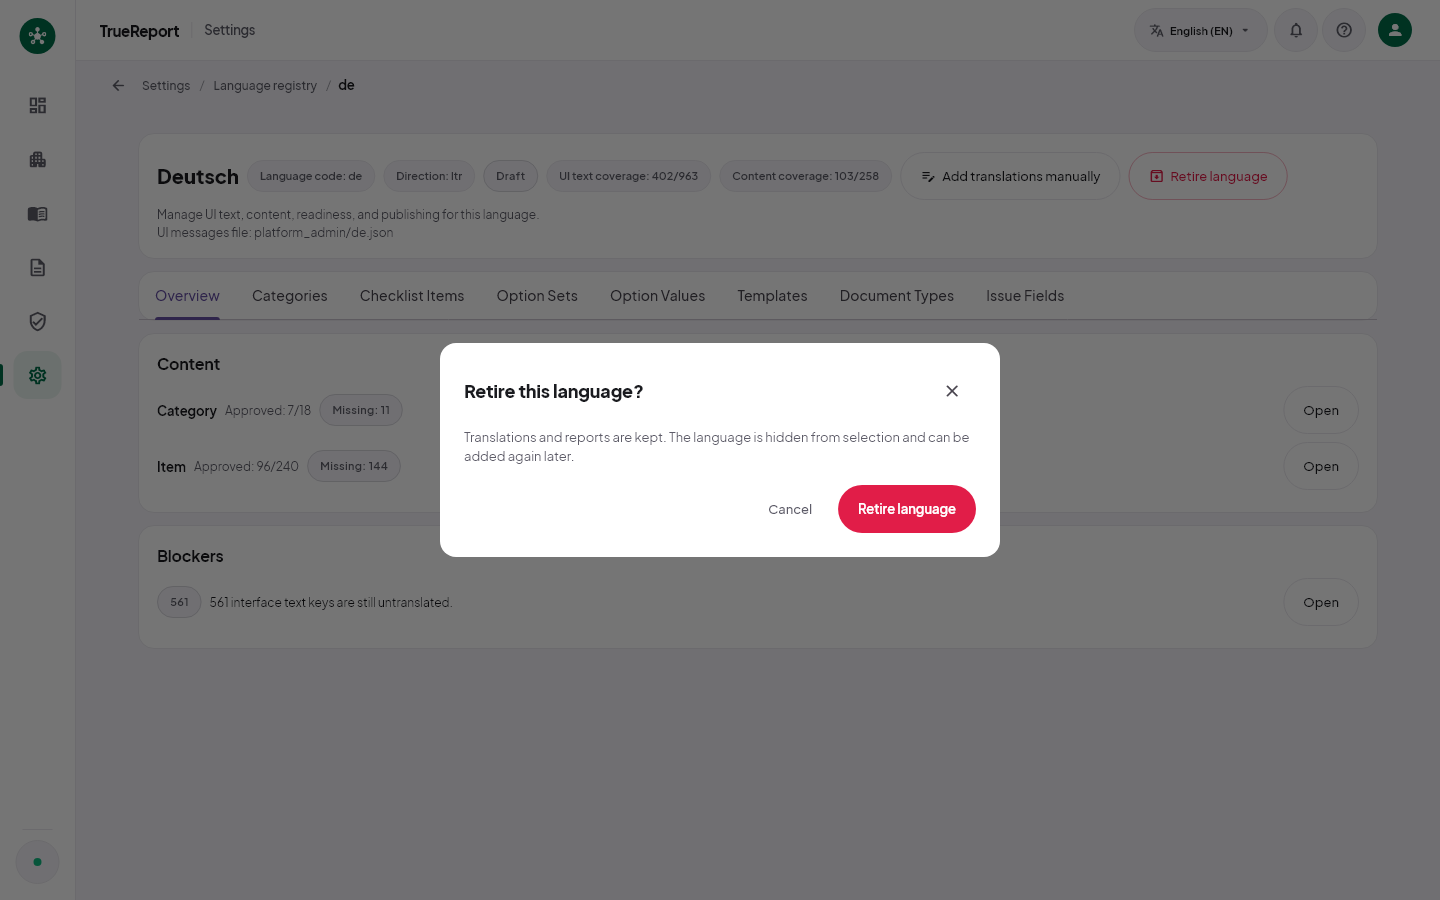 TrueReport
Settings
English (EN)
Settings / Language registry / de
Deutsch
Language code: de
Direction: ltr
Draft
UI text coverage: 402/963
Content coverage: 103/258
Add translations manually
Retire language
Manage UI text, content, readiness, and publishing for this language.
UI messages file: platform_admin/de.json
Overview
Categories
Checklist Items
Option Sets
Option Values
Templates
Document Types
Issue Fields
Content
Category Approved: 7/18 Missing: 11
Open
Item Approved: 96/240 Missing: 144
Open
Retire this language?
Translations and reports are kept. The language is hidden from selection and can be
added again later.
Cancel
Retire language
Blockers
561 561 interface text keys are still untranslated.
Open